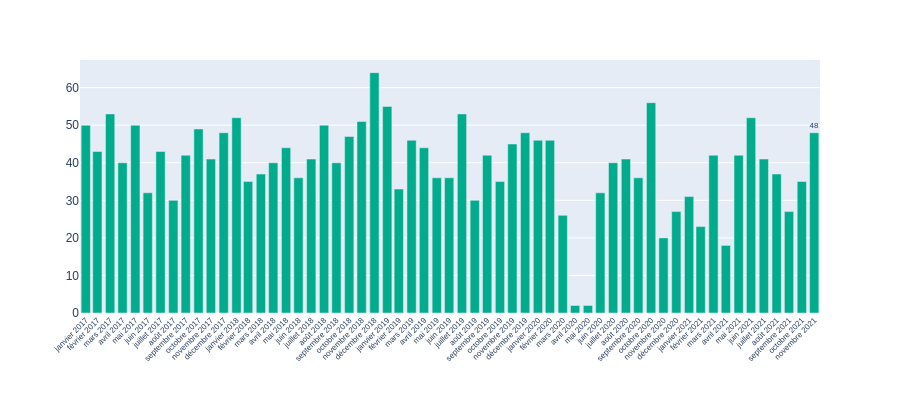 60
50
40
30
20
10
0
48
janvier 2017
février 2017
mars 2017
avril 2017
mai 2017
juin 2017
juillet 2017
août 2017
septembre 2017
octobre 2017
novembre 2017
décembre 2017
janvier 2018
février 2018
mars 2018
avril 2018
mai 2018
juin 2018
juillet 2018
août 2018
septembre 2018
octobre 2018
novembre 2018
décembre 2018
janvier 2019
février 2019
mars 2019
avril 2019
mai 2019
juin 2019
juillet 2019
août 2019
septembre 2019
octobre 2019
novembre 2019
décembre 2019
janvier 2020
février 2020
mars 2020
avril 2020
mai 2020
juin 2020
juillet 2020
août 2020
septembre 2020
octobre 2020
novembre 2020
décembre 2020
janvier 2021
février 2021
mars 2021
avril 2021
mai 2021
juin 2021
juillet 2021
août 2021
septembre 2021
octobre 2021
novembre 2021